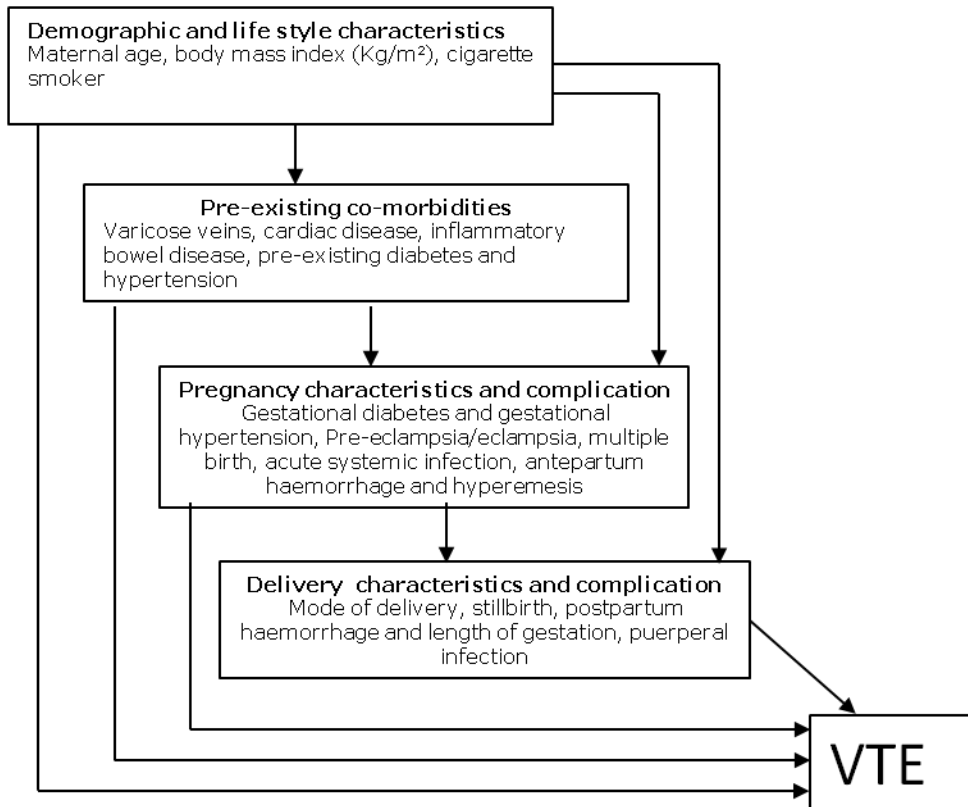 Demographic and life style characteristics
Maternal age, body mass index (Kg/m²), cigarette
smoker
Pre-existing co-morbidities
Varicose veins, cardiac disease, inflammatory
bowel disease, pre-existing diabetes and
hypertension
Pregnancy characteristics and complication
Gestational diabetes and gestational
hypertension, Pre-eclampsia/eclampsia, multiple
birth, acute systemic infection, antepartum
haemorrhage and hyperemesis
Delivery characteristics and complication
Mode of delivery, stillbirth, postpartum
haemorrhage and length of gestation, puerperal
infection
VTE